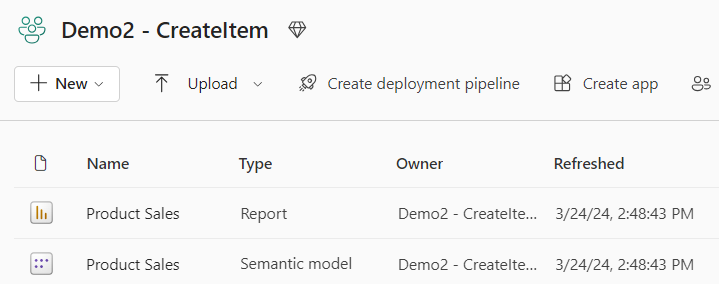 Demo2 - CreateItem
New Upload Create deployment pipeline Create app
Name Type Owner Refreshed
Product Sales Report Demo2 - CreateIte... 3/24/24, 2:48:43 PM
Product Sales Semantic model Demo2 - CreateIte... 3/24/24, 2:48:43 PM